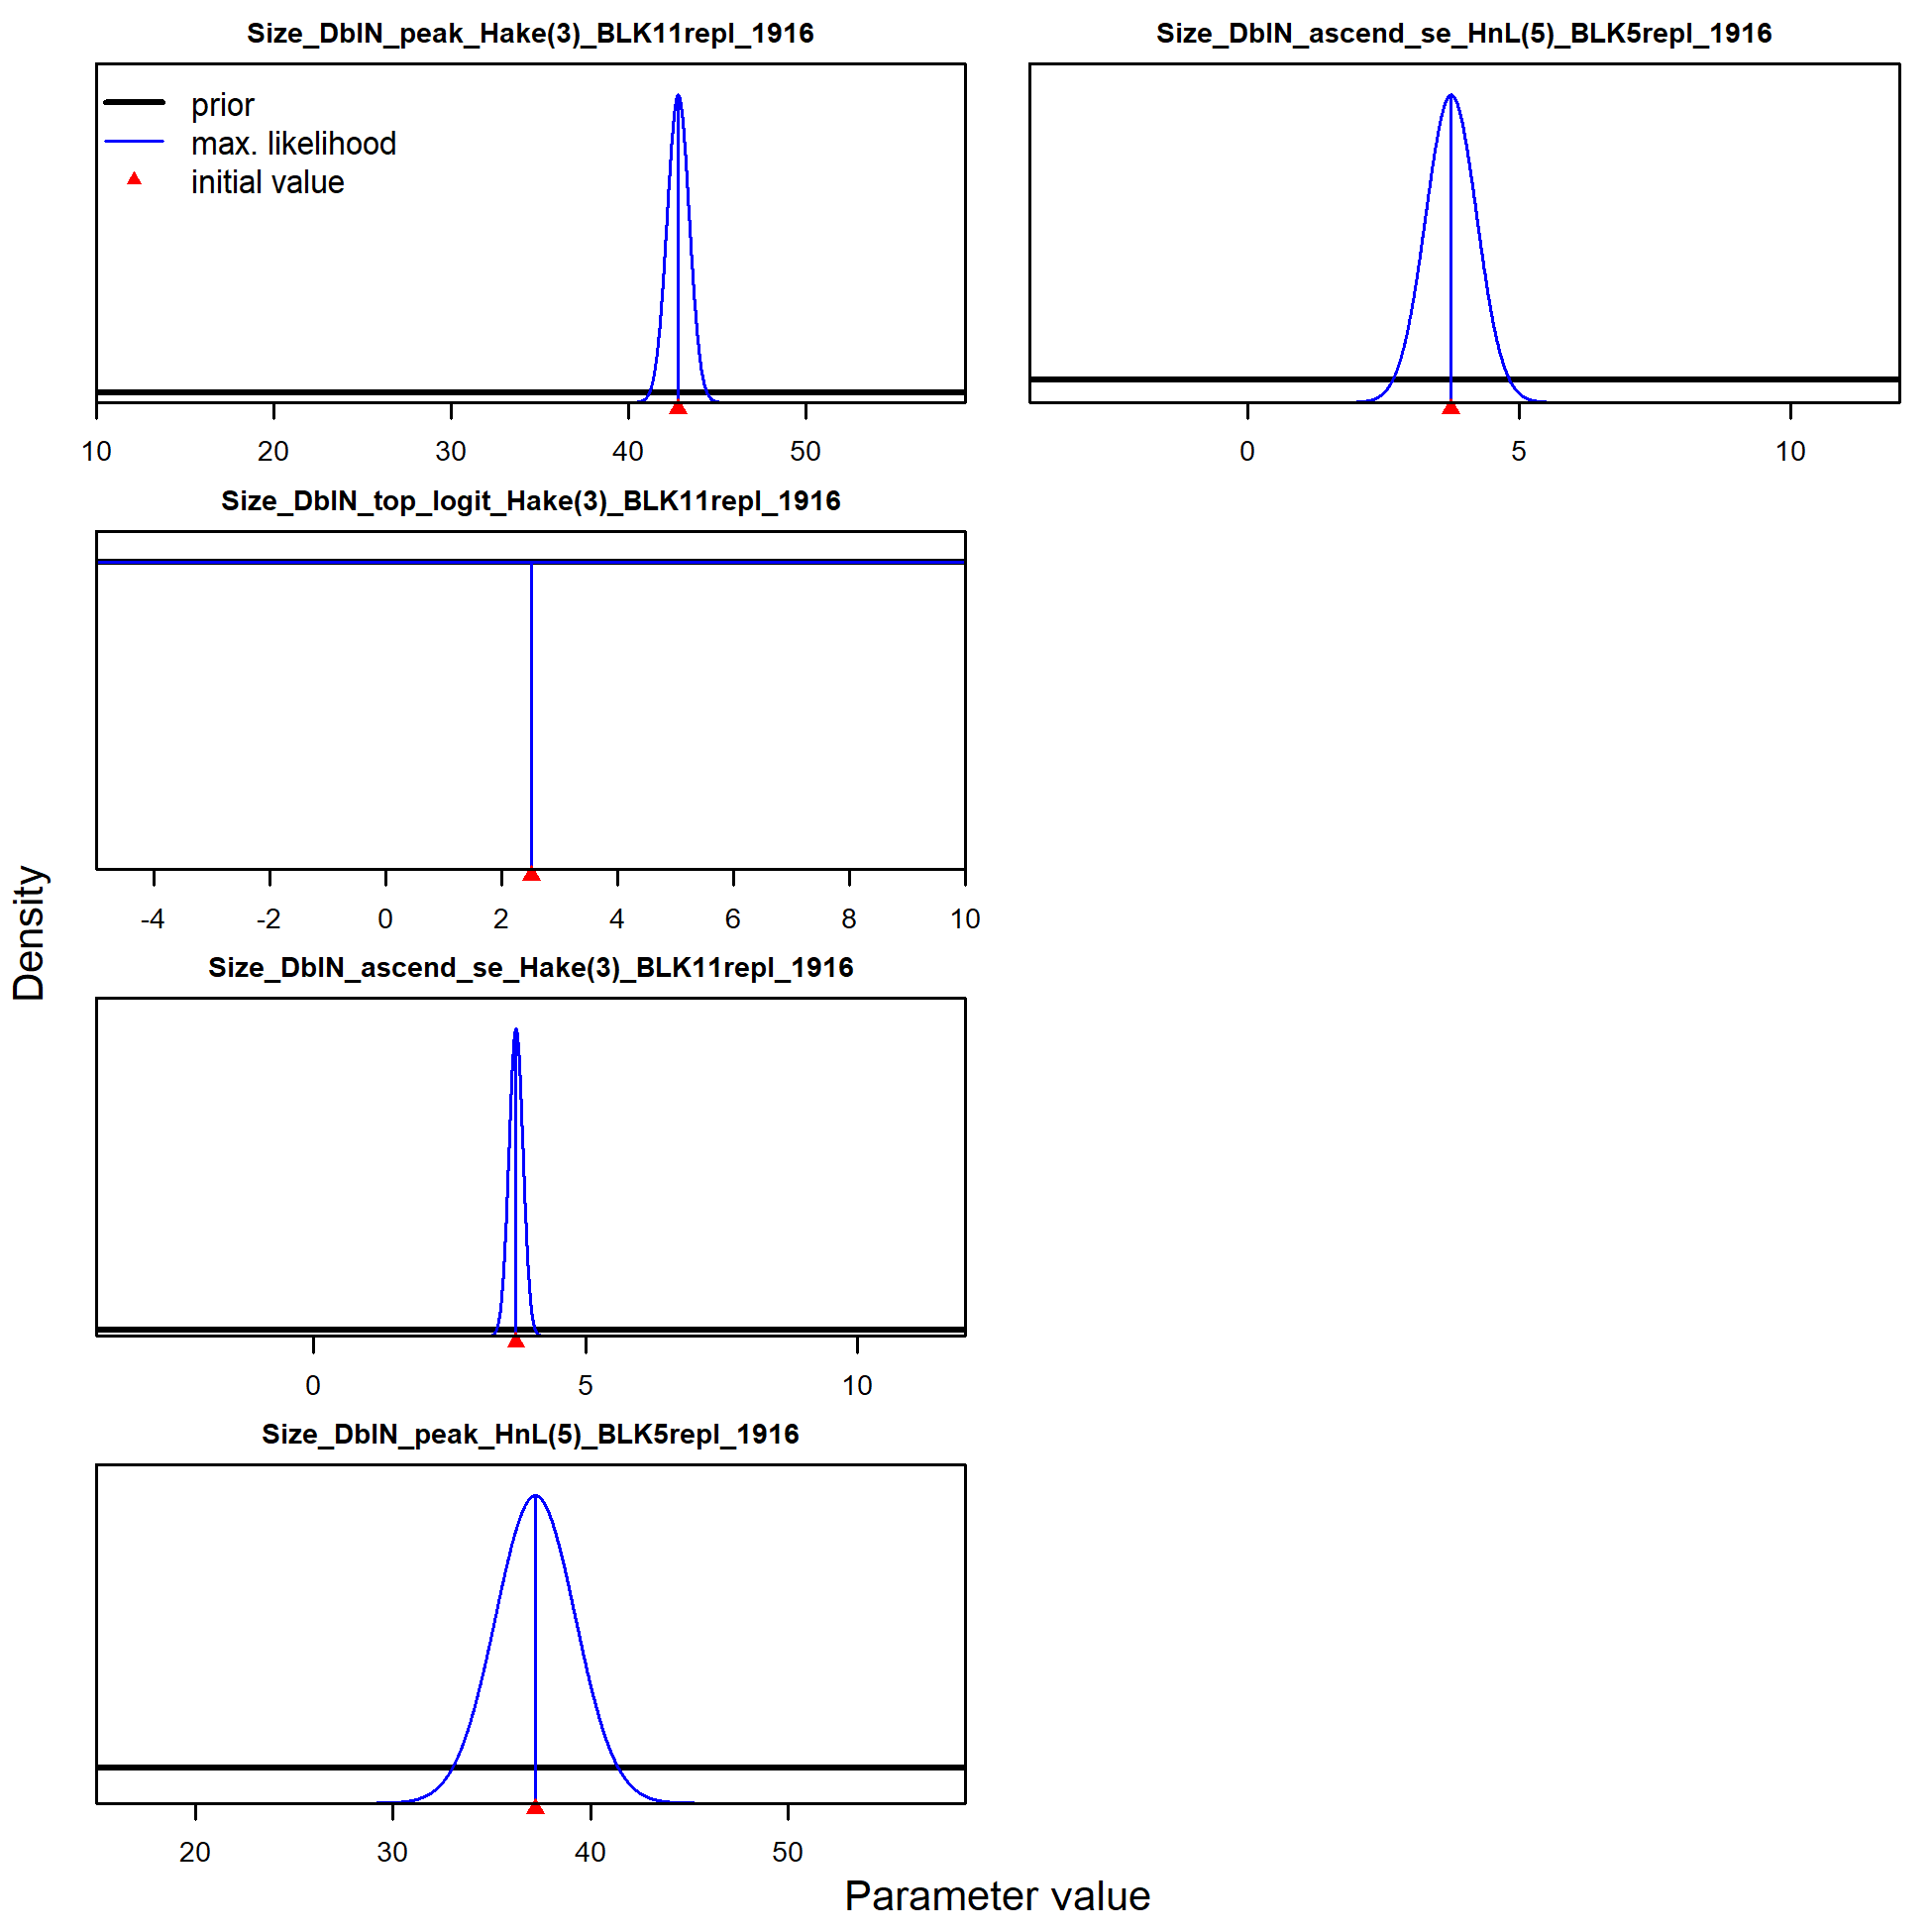 Size_DblN_peak_Hake(3)_BLK11repl_1916
prior
max. likelihood
initial value
10 20 30 40 50
Size_DblN_ascend_se_HnL(5)_BLK5repl_1916
0 5 10
Size_DblN_top_logit_Hake(3)_BLK11repl_1916
-4 -2 0 2 4 6 8 10
Size_DblN_ascend_se_Hake(3)_BLK11repl_1916
0 5 10
Size_DblN_peak_HnL(5)_BLK5repl_1916
20 30 40 50
Density
Parameter value